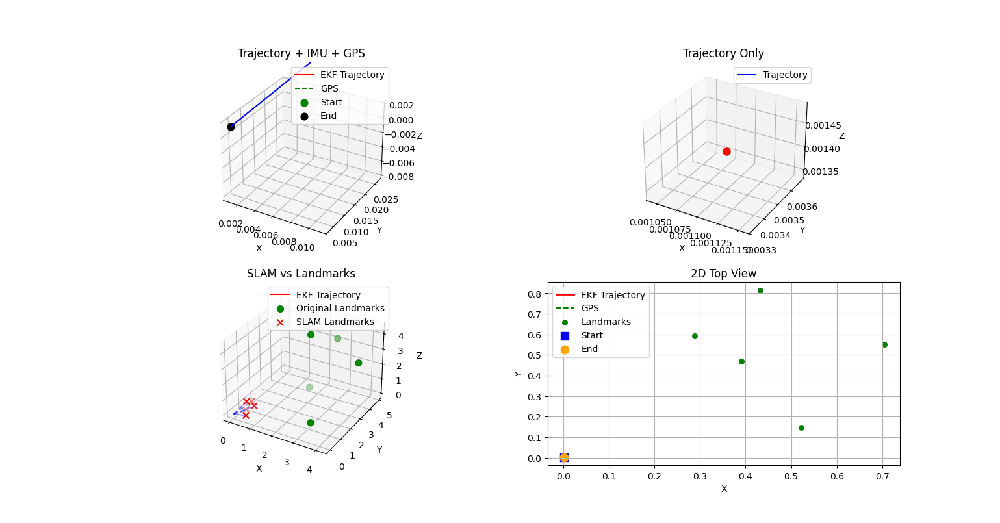 Trajectory + IMU + GPS
EKF Trajectory
GPS
Start
End
0.002
0.000
−0.002
−0.004
−0.006
−0.008
Z
0.025
0.020
0.015
0.010
0.005
Y
0.002
0.004
0.006
0.008
0.010
X
Trajectory Only
Trajectory
0.00145
0.00140
0.00135
Z
0.0036
0.0035
0.0034
0.0033
Y
0.001050
0.001075
0.001100
0.001125
0.001150
X
SLAM vs Landmarks
EKF Trajectory
Original Landmarks
SLAM Landmarks
4
3
2
1
0
Z
5
4
3
2
1
0
Y
0
1
2
3
4
X
2D Top View
EKF Trajectory
GPS
Landmarks
Start
End
0.8
0.7
0.6
0.5
0.4
0.3
0.2
0.1
0.0
Y
0.0 0.1 0.2 0.3 0.4 0.5 0.6 0.7
X